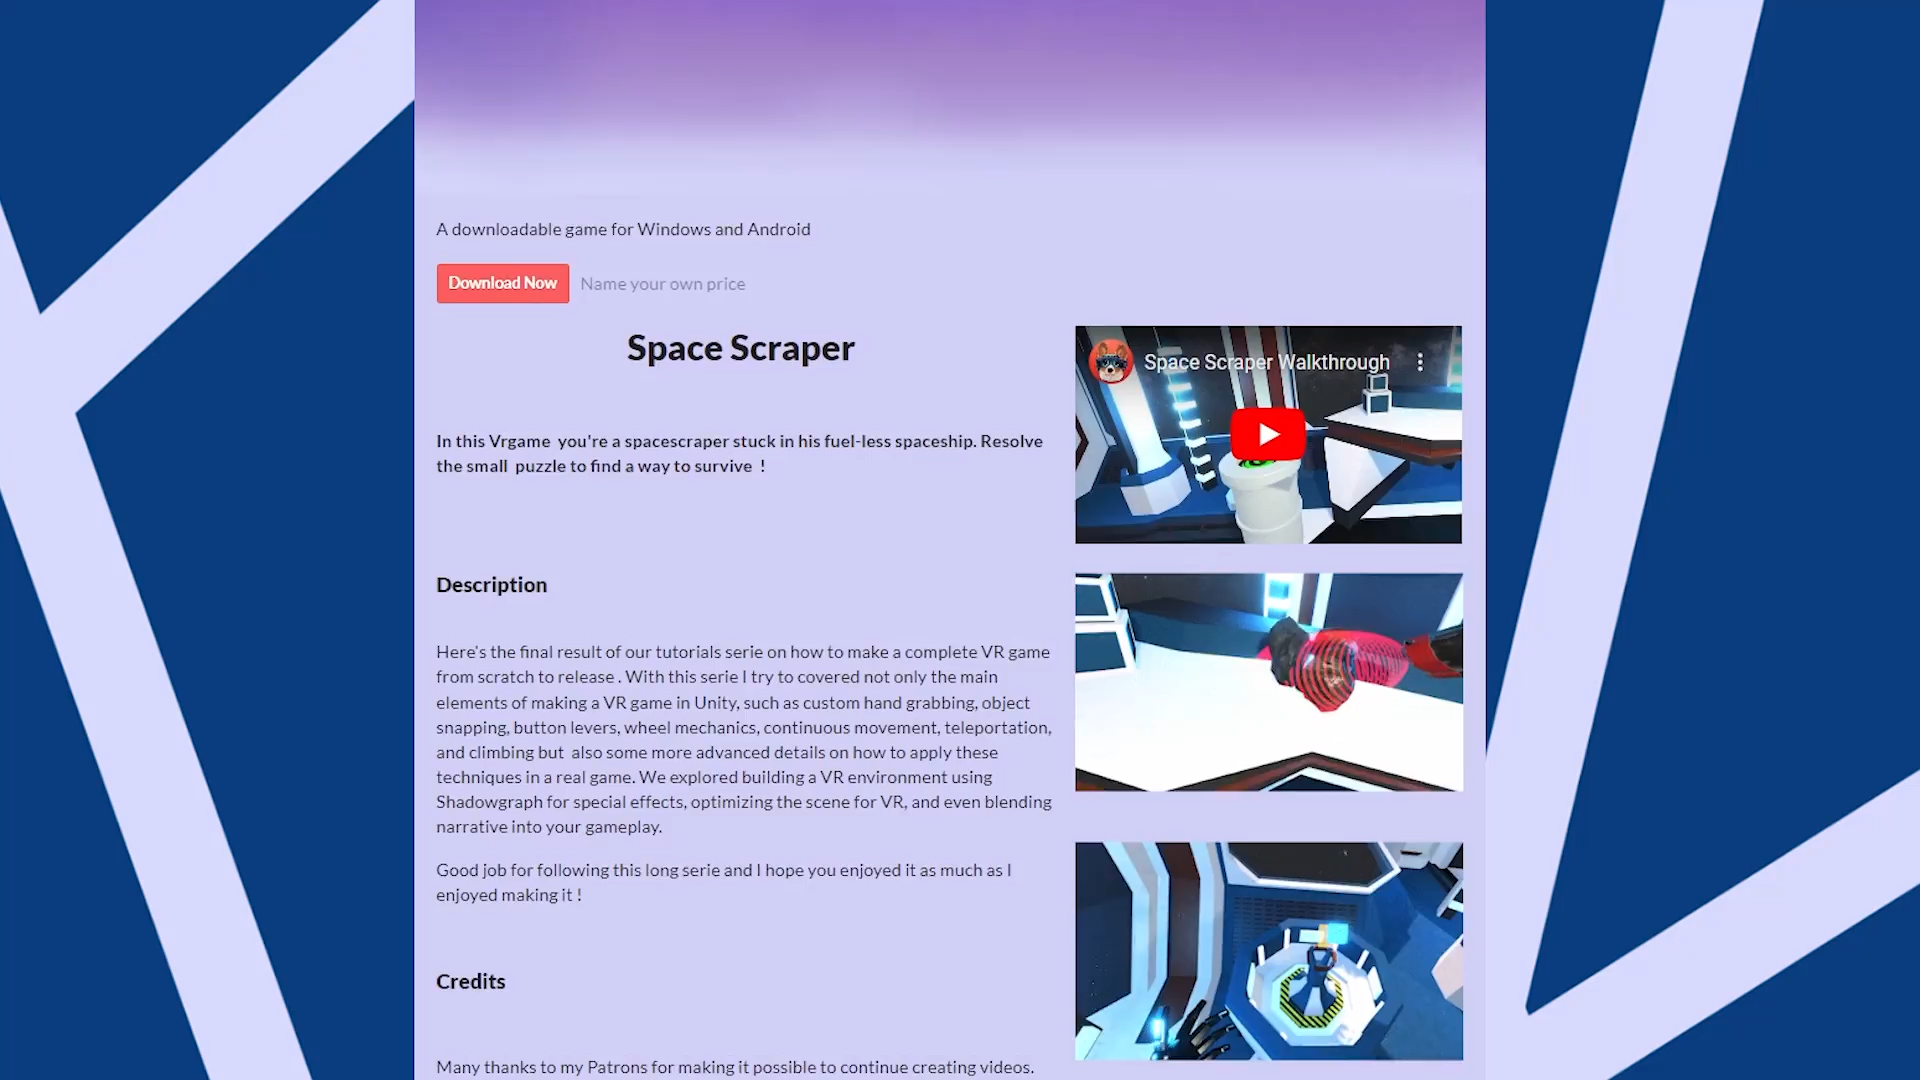 A downloadable game for Windows and Android
Download Now Name your own price
Space Scraper
Space Scraper Walkthrough
In this Vrgame you're a spacescraper stuck in his fuel-less spaceship. Resolve
the small puzzle to find a way to survive !
Description
Here's the final result of our tutorials serie on how to make a complete VR game
from scratch to release . With this serie I try to covered not only the main
elements of making a VR game in Unity, such as custom hand grabbing, object
snapping, button levers, wheel mechanics, continuous movement, teleportation,
and climbing but also some more advanced details on how to apply these
techniques in a real game. We explored building a VR environment using
Shadowgraph for special effects, optimizing the scene for VR, and even blending
narrative into your gameplay.
Good job for following this long serie and I hope you enjoyed it as much as I
enjoyed making it !
Credits
Many thanks to my Patrons for making it possible to continue creating videos.